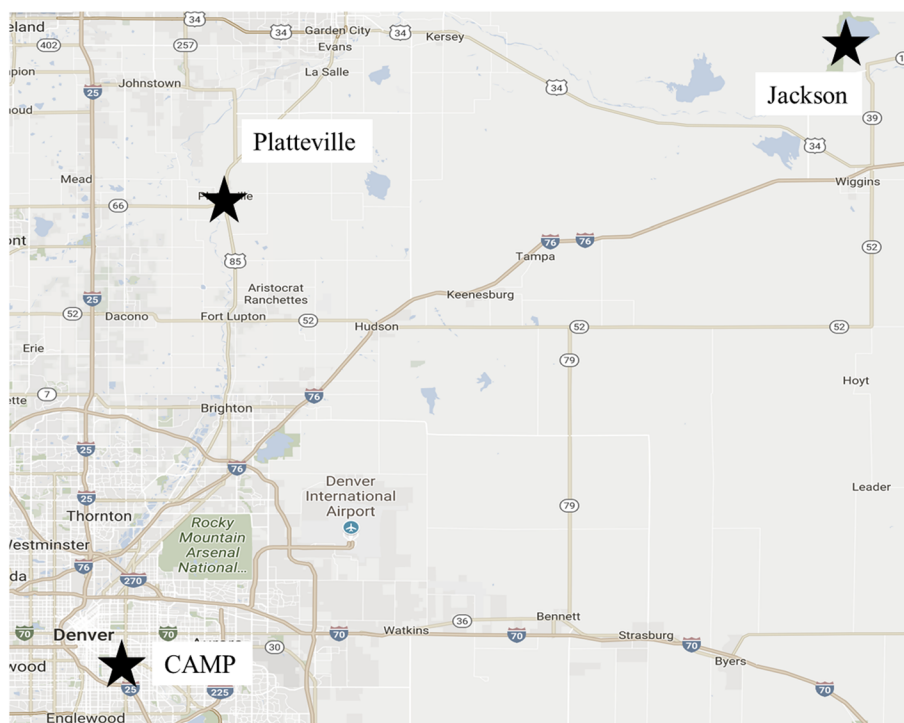 34
Garden City
34
34
Kersey
eland
402
257
Evans
La Salle
Johnstown
25
34
Jackson
39
Platteville
34
Mead
Wiggins
66
85
ont
76
76
Tampa
52
Aristocrat
Ranchettes
Keenesburg
25
52
Dacono
Fort Lupton
52
Hudson
52
52
Erie
79
7
Hoyt
76
Brighton
25
76
Denver
International
Airport
Leader
25
79
Thornton
Rocky
Mountain
Arsenal
National...
Westminster
76
270
Bennett
36
70
Denver
70
70
Watkins
70
Strasburg
70
30
Byers
wood
CAMP
25
225
70
Englewood